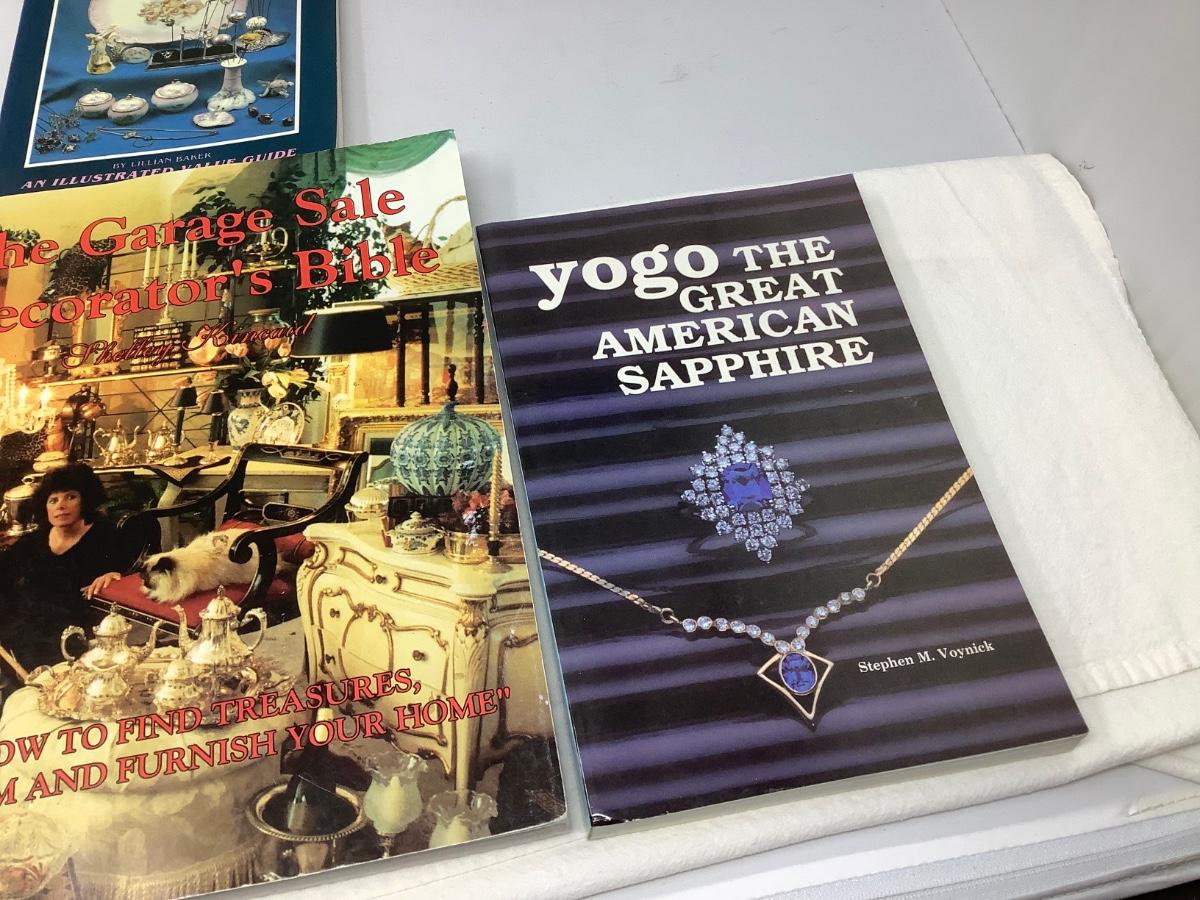 BY LILLIAN BAKER
AN ILLUSTRATED VALUE GUIDE
he Garage Sale
ecorator's Bible
Shelley Kincaid
OW TO FIND TREASURES,
M AND FURNISH YOUR HOME"
yogo THE
GREAT
AMERICAN
SAPPHIRE
Stephen M. Voynick